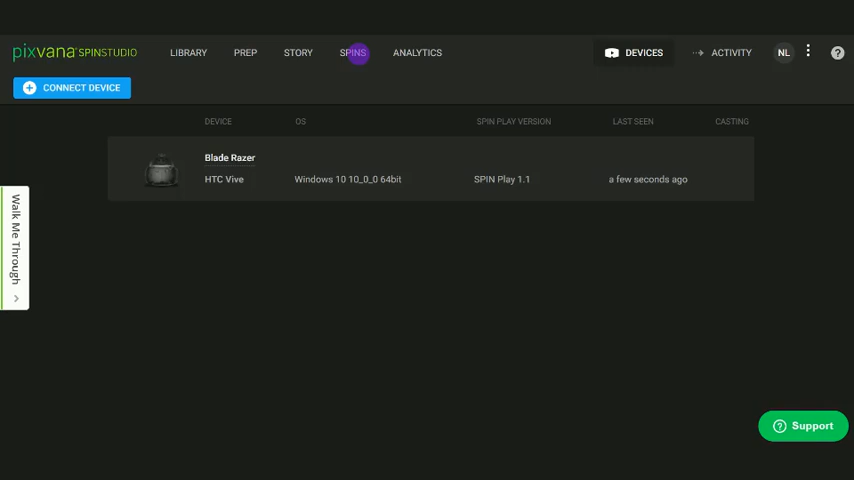 pixvana SPINSTUDIO LIBRARY PREP STORY SPINS ANALYTICS DEVICES ACTIVITY NL ?
CONNECT DEVICE
DEVICE OS SPIN PLAY VERSION LAST SEEN CASTING
Blade Razer
HTC Vive Windows 10 10_0_0 64bit SPIN Play 1.1 a few seconds ago
Walk Me Through
Support